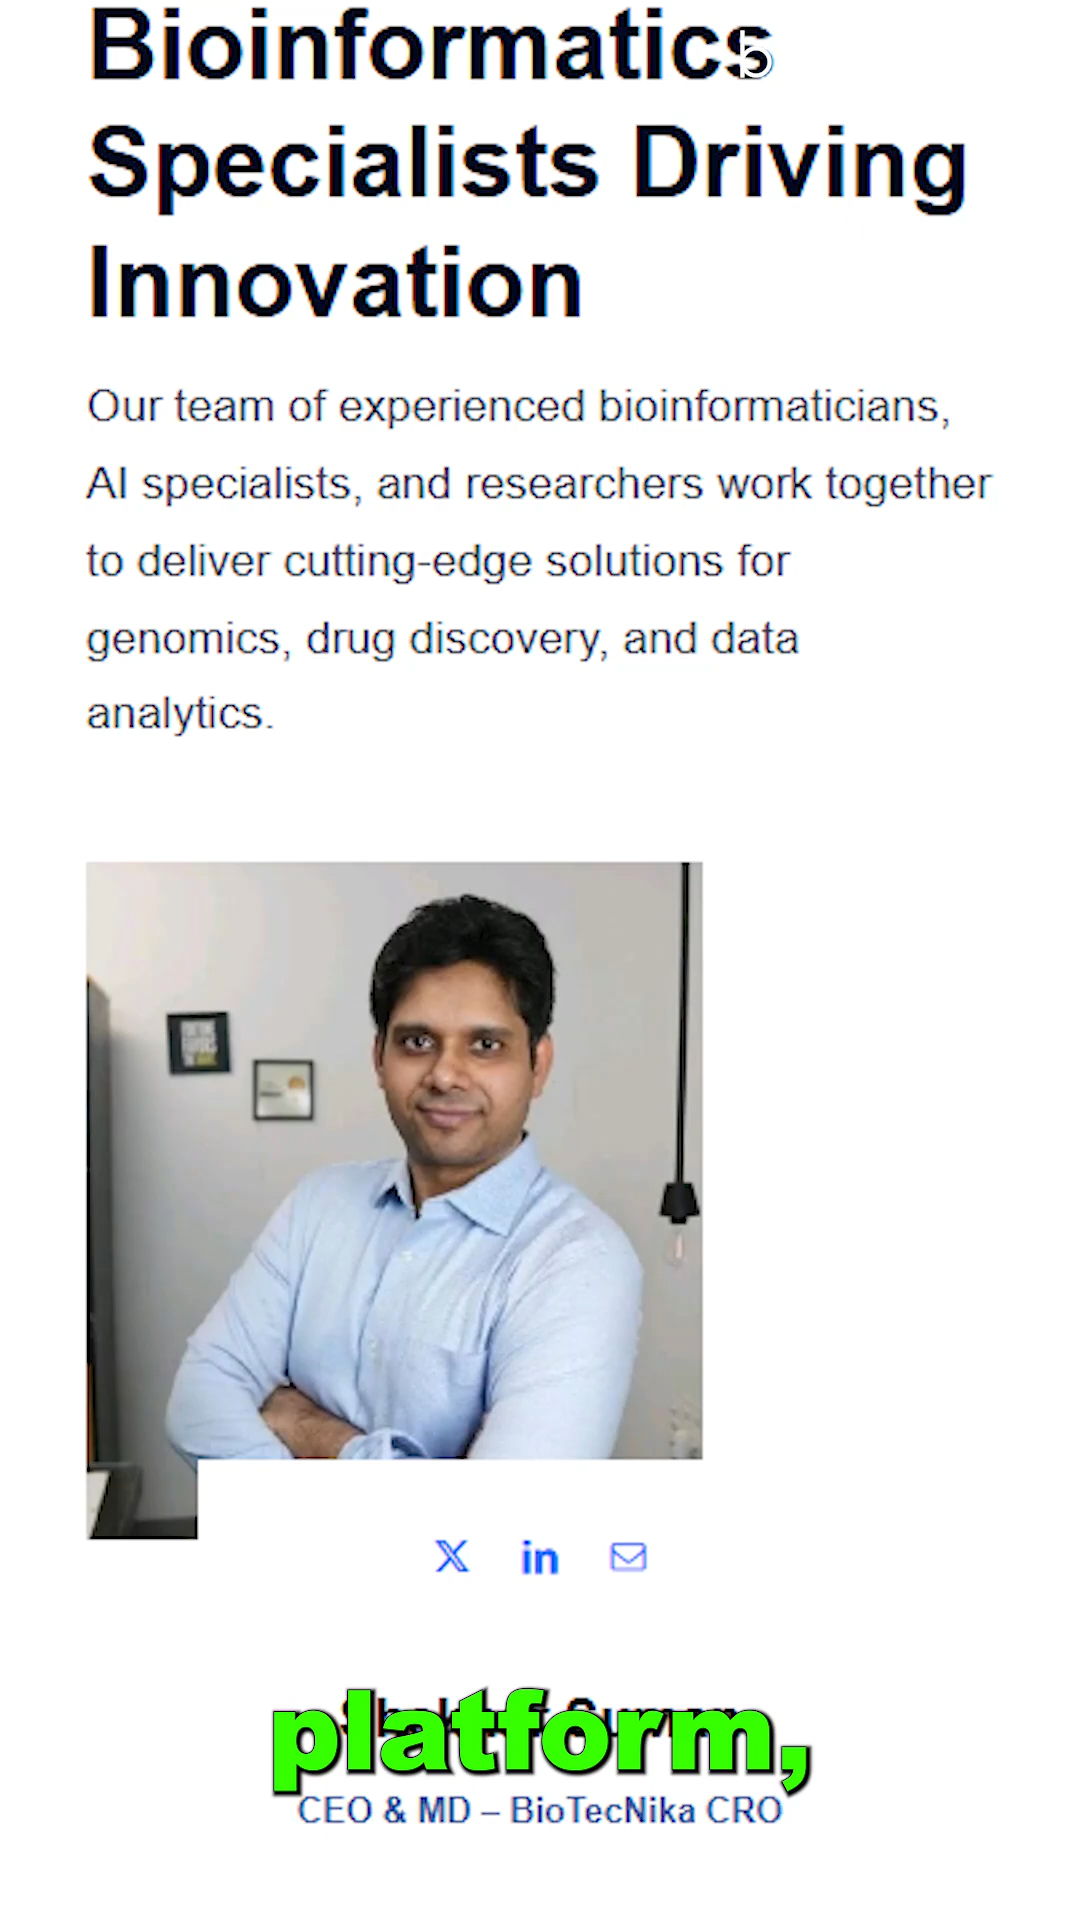 Bioinformatics
Specialists Driving
Innovation
Our team of experienced bioinformaticians,
AI specialists, and researchers work together
to deliver cutting-edge solutions for
genomics, drug discovery, and data
analytics.
in
platform,
CEO & MD – BioTecNika CRO